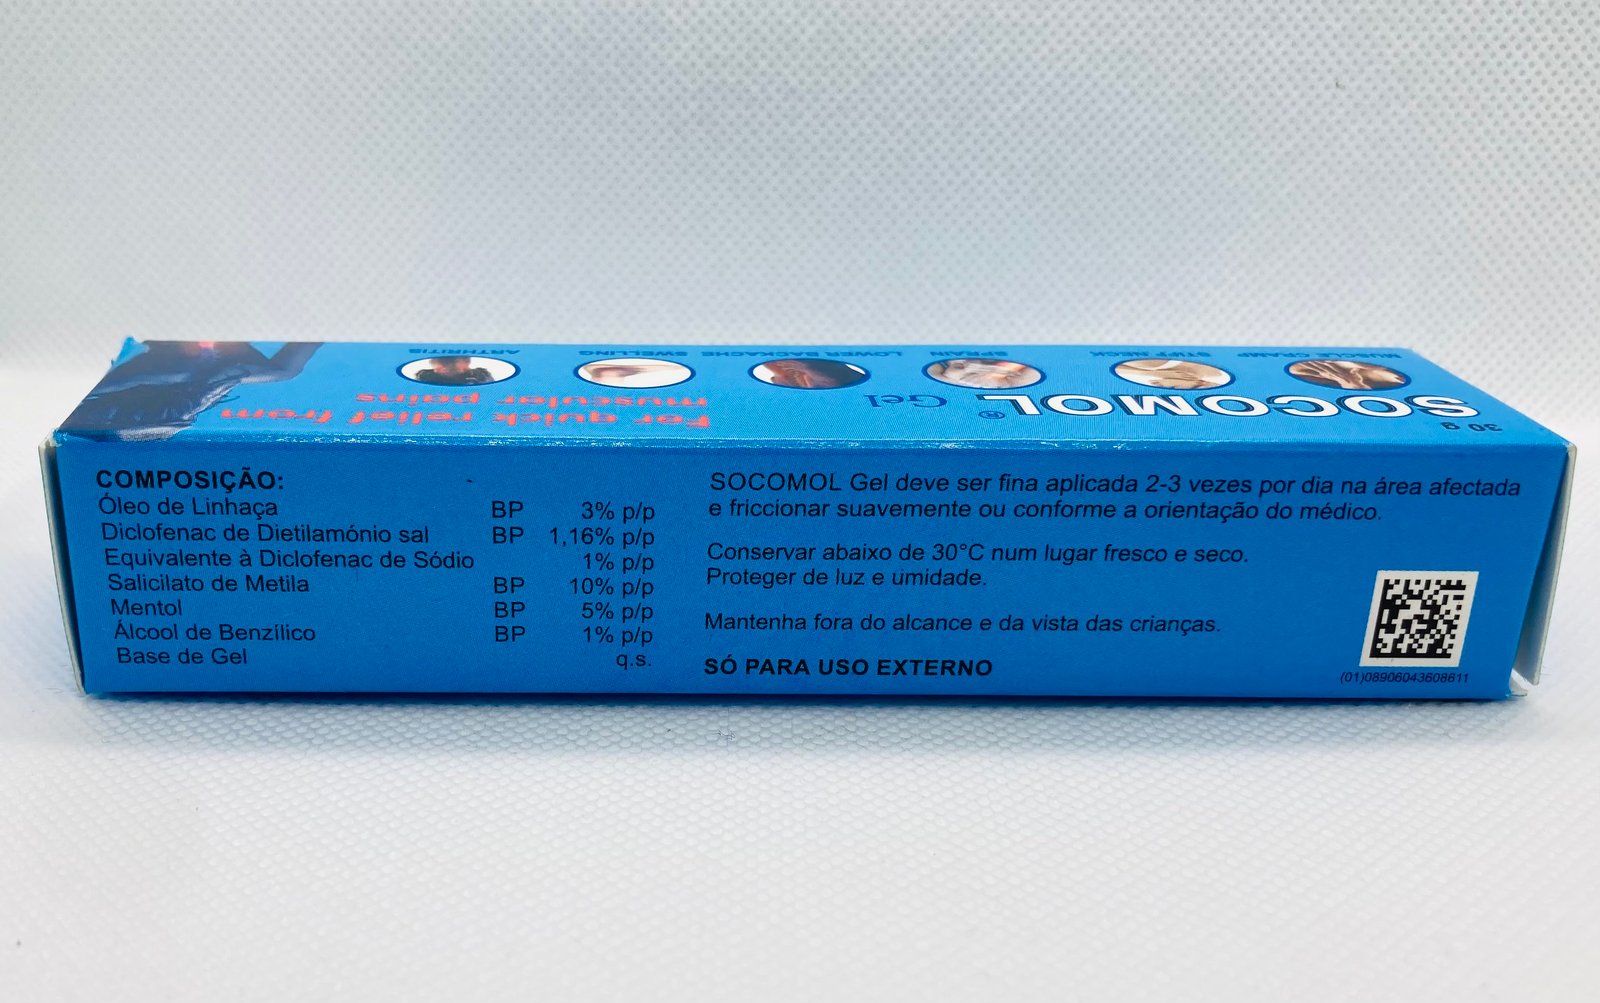 30 g
SOCOMOL® Gel
For quick relief from
muscular pains
MUSCLE CRAMP STIFF NECK SPRAIN LOWER BACKACHE SWELLING ARTHRITIS
COMPOSIÇÃO:
Óleo de Linhaça BP 3% p/p
Diclofenac de Dietilamónio sal BP 1,16% p/p
Equivalente à Diclofenac de Sódio 1% p/p
Salicilato de Metila BP 10% p/p
Mentol BP 5% p/p
Álcool de Benzílico BP 1% p/p
Base de Gel q.s.
SOCOMOL Gel deve ser fina aplicada 2-3 vezes por dia na área afectada
e friccionar suavemente ou conforme a orientação do médico.
Conservar abaixo de 30°C num lugar fresco e seco.
Proteger de luz e umidade.
Mantenha fora do alcance e da vista das crianças.
SÓ PARA USO EXTERNO
(01)08906043608611